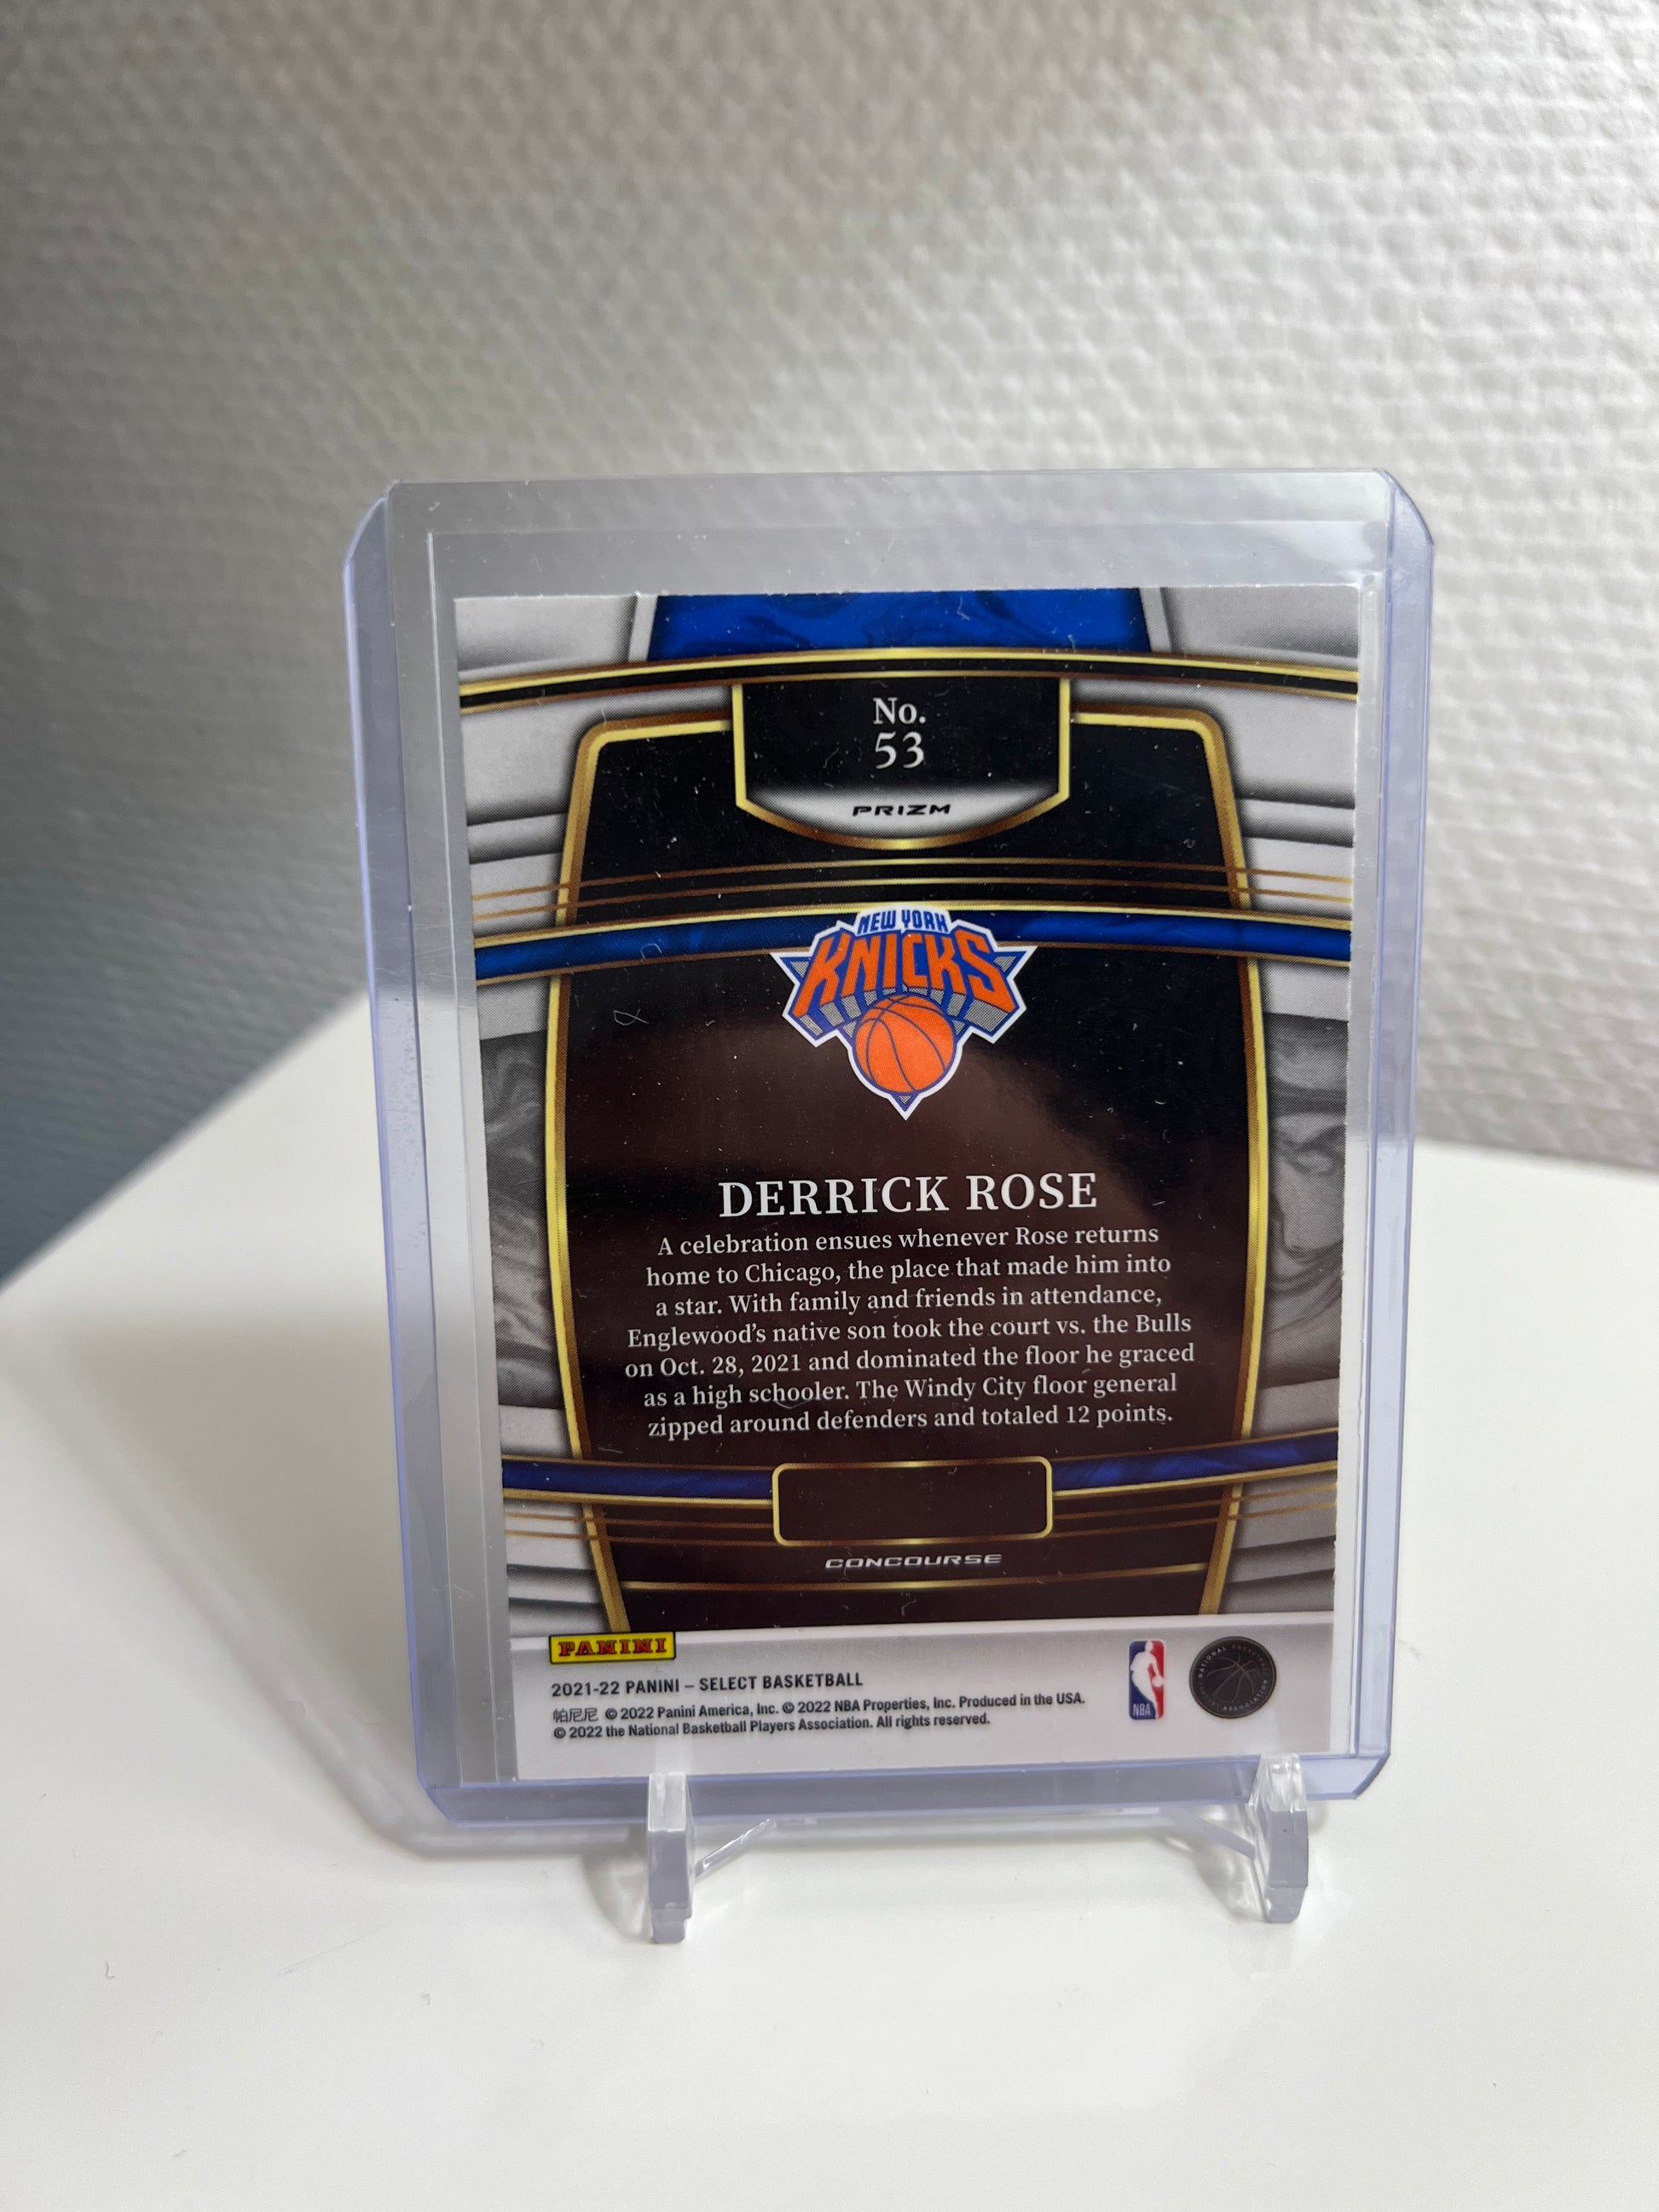 No.
53
PRIZM
NEW YORK
KNICKS
DERRICK ROSE
A celebration ensues whenever Rose returns
home to Chicago, the place that made him into
a star. With family and friends in attendance,
Englewood's native son took the court vs. the Bulls
on Oct. 28, 2021 and dominated the floor he graced
as a high schooler. The Windy City floor general
zipped around defenders and totaled 12 points.
CONCOURSE
PANINI
2021-22 PANINI – SELECT BASKETBALL
帕尼尼 © 2022 Panini America, Inc. © 2022 NBA Properties, Inc. Produced in the USA.
© 2022 the National Basketball Players Association. All rights reserved.
NBA
NATIONAL BASKETBALL
ASSOCIATION